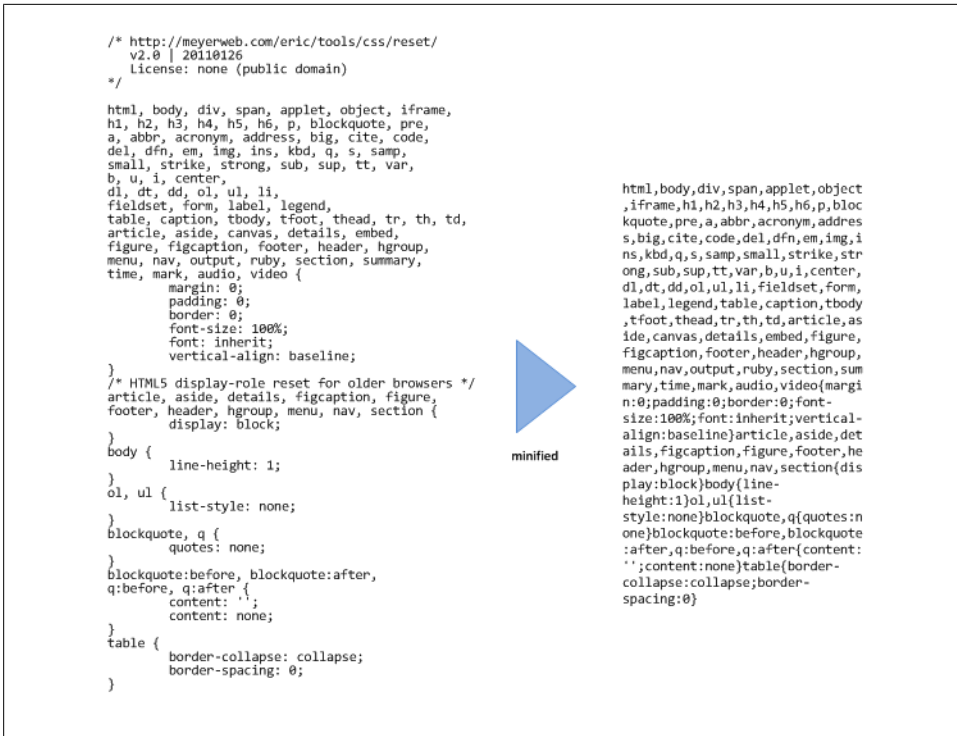 /* http://meyerweb.com/eric/tools/css/reset/
   v2.0 | 20110126
   License: none (public domain)
*/

html, body, div, span, applet, object, iframe,
h1, h2, h3, h4, h5, h6, p, blockquote, pre,
a, abbr, acronym, address, big, cite, code,
del, dfn, em, img, ins, kbd, q, s, samp,
small, strike, strong, sub, sup, tt, var,
b, u, i, center,
dl, dt, dd, ol, ul, li,
fieldset, form, label, legend,
table, caption, tbody, tfoot, thead, tr, th, td,
article, aside, canvas, details, embed,
figure, figcaption, footer, header, hgroup,
menu, nav, output, ruby, section, summary,
time, mark, audio, video {
        margin: 0;
        padding: 0;
        border: 0;
        font-size: 100%;
        font: inherit;
        vertical-align: baseline;
}
/* HTML5 display-role reset for older browsers */
article, aside, details, figcaption, figure,
footer, header, hgroup, menu, nav, section {
        display: block;
}
body {
        line-height: 1;
}
ol, ul {
        list-style: none;
}
blockquote, q {
        quotes: none;
}
blockquote:before, blockquote:after,
q:before, q:after {
        content: '';
        content: none;
}
table {
        border-collapse: collapse;
        border-spacing: 0;
}
minified
html,body,div,span,applet,object
,iframe,h1,h2,h3,h4,h5,h6,p,bloc
kquote,pre,a,abbr,acronym,addres
s,big,cite,code,del,dfn,em,img,i
ns,kbd,q,s,samp,small,strike,str
ong,sub,sup,tt,var,b,u,i,center,
dl,dt,dd,ol,ul,li,fieldset,form,
label,legend,table,caption,tbody
,tfoot,thead,tr,th,td,article,as
ide,canvas,details,embed,figure,
figcaption,footer,header,hgroup,
menu,nav,output,ruby,section,sum
mary,time,mark,audio,video{margi
n:0;padding:0;border:0;font-
size:100%;font:inherit;vertical-
align:baseline}article,aside,det
ails,figcaption,figure,footer,he
ader,hgroup,menu,nav,section{dis
play:block}body{line-
height:1}ol,ul{list-
style:none}blockquote,q{quotes:n
one}blockquote:before,blockquote
:after,q:before,q:after{content:
'';content:none}table{border-
collapse:collapse;border-
spacing:0}